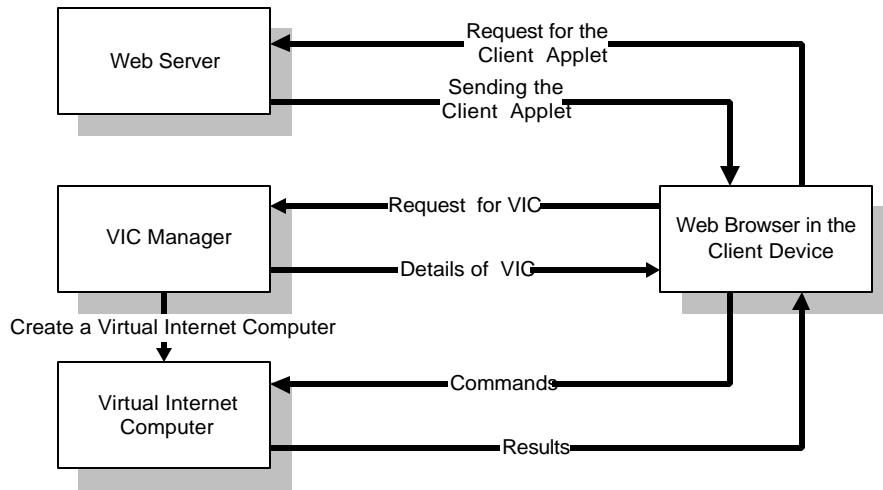 Request for the
Client Applet
Web Server
Sending the
Client Applet
Request for VIC
Web Browser in the
Client Device
VIC Manager
Details of VIC
Create a Virtual Internet Computer
Commands
Virtual Internet
Computer
Results